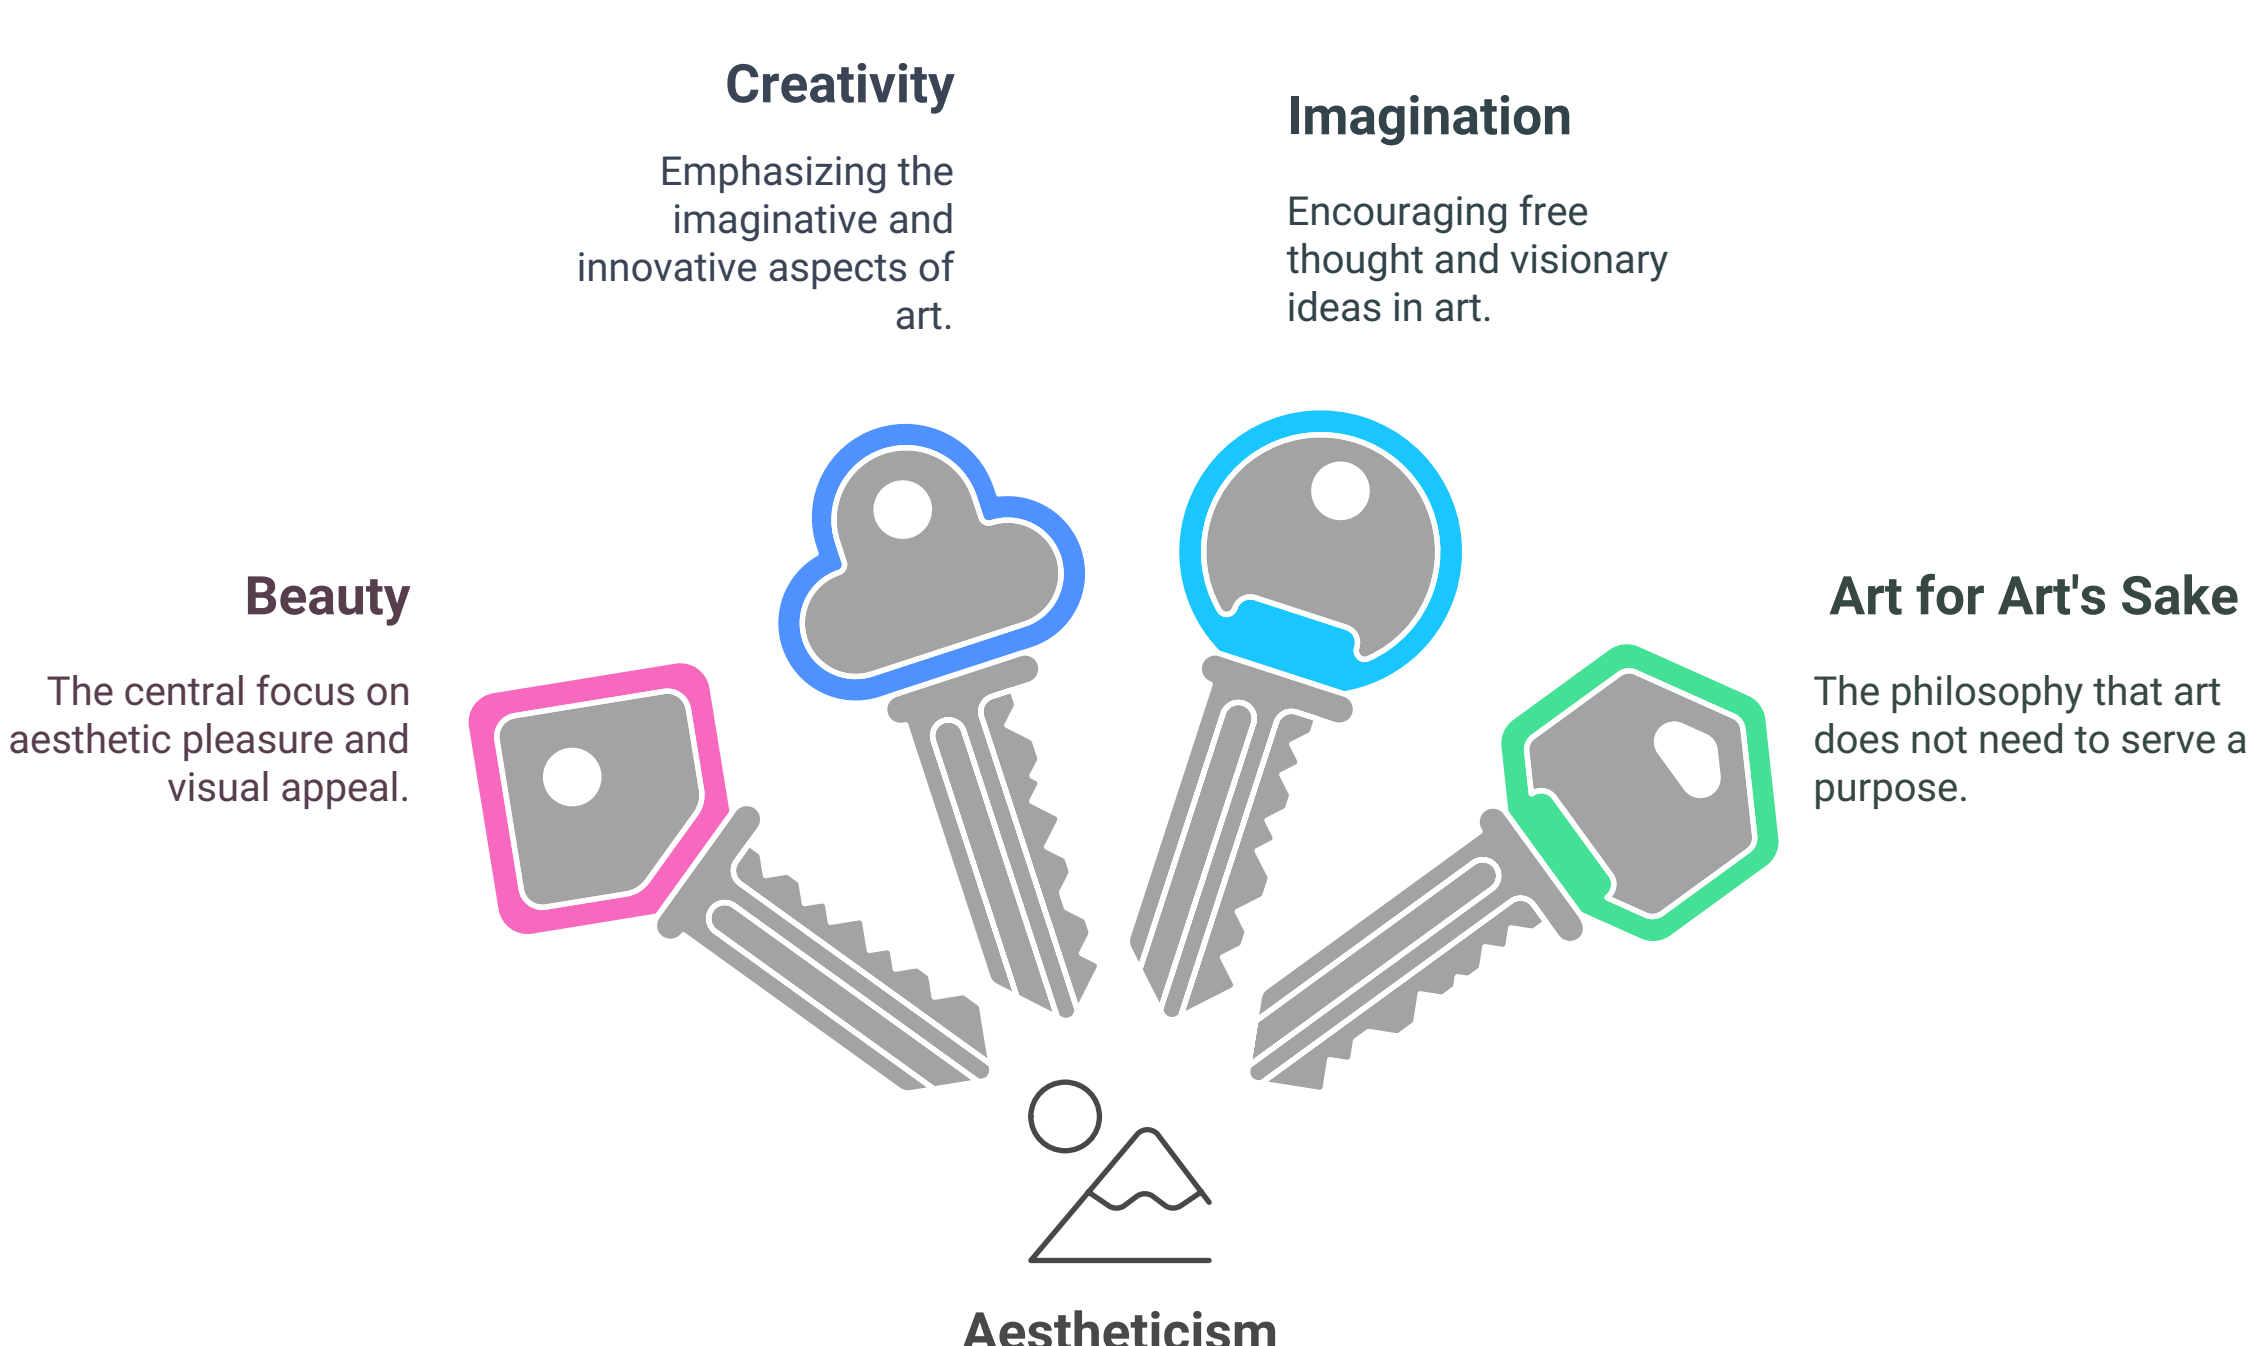 Creativity
Emphasizing the
imaginative and
innovative aspects of
art.
Imagination
Encouraging free
thought and visionary
ideas in art.
Beauty
The central focus on
aesthetic pleasure and
visual appeal.
Art for Art's Sake
The philosophy that art
does not need to serve a
purpose.
Aestheticism